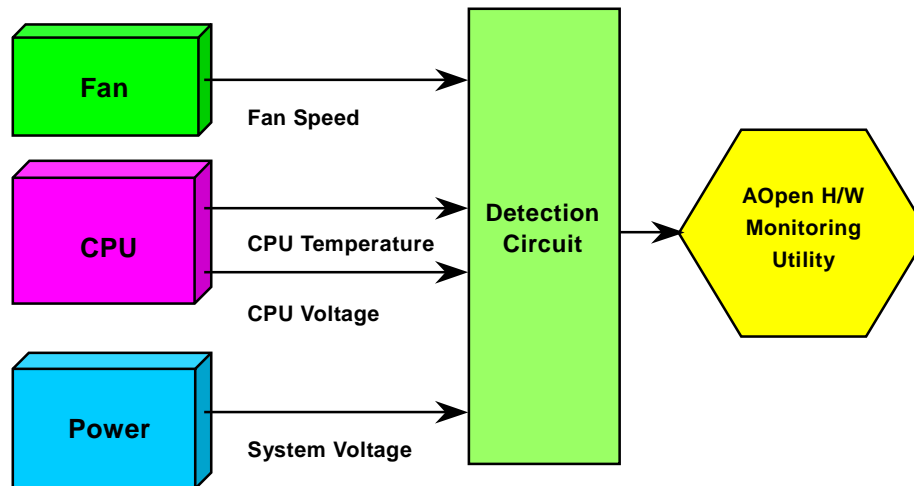 Fan
Fan Speed
CPU
CPU Temperature
CPU Voltage
Power
System Voltage
Detection
Circuit
AOpen H/W
Monitoring
Utility